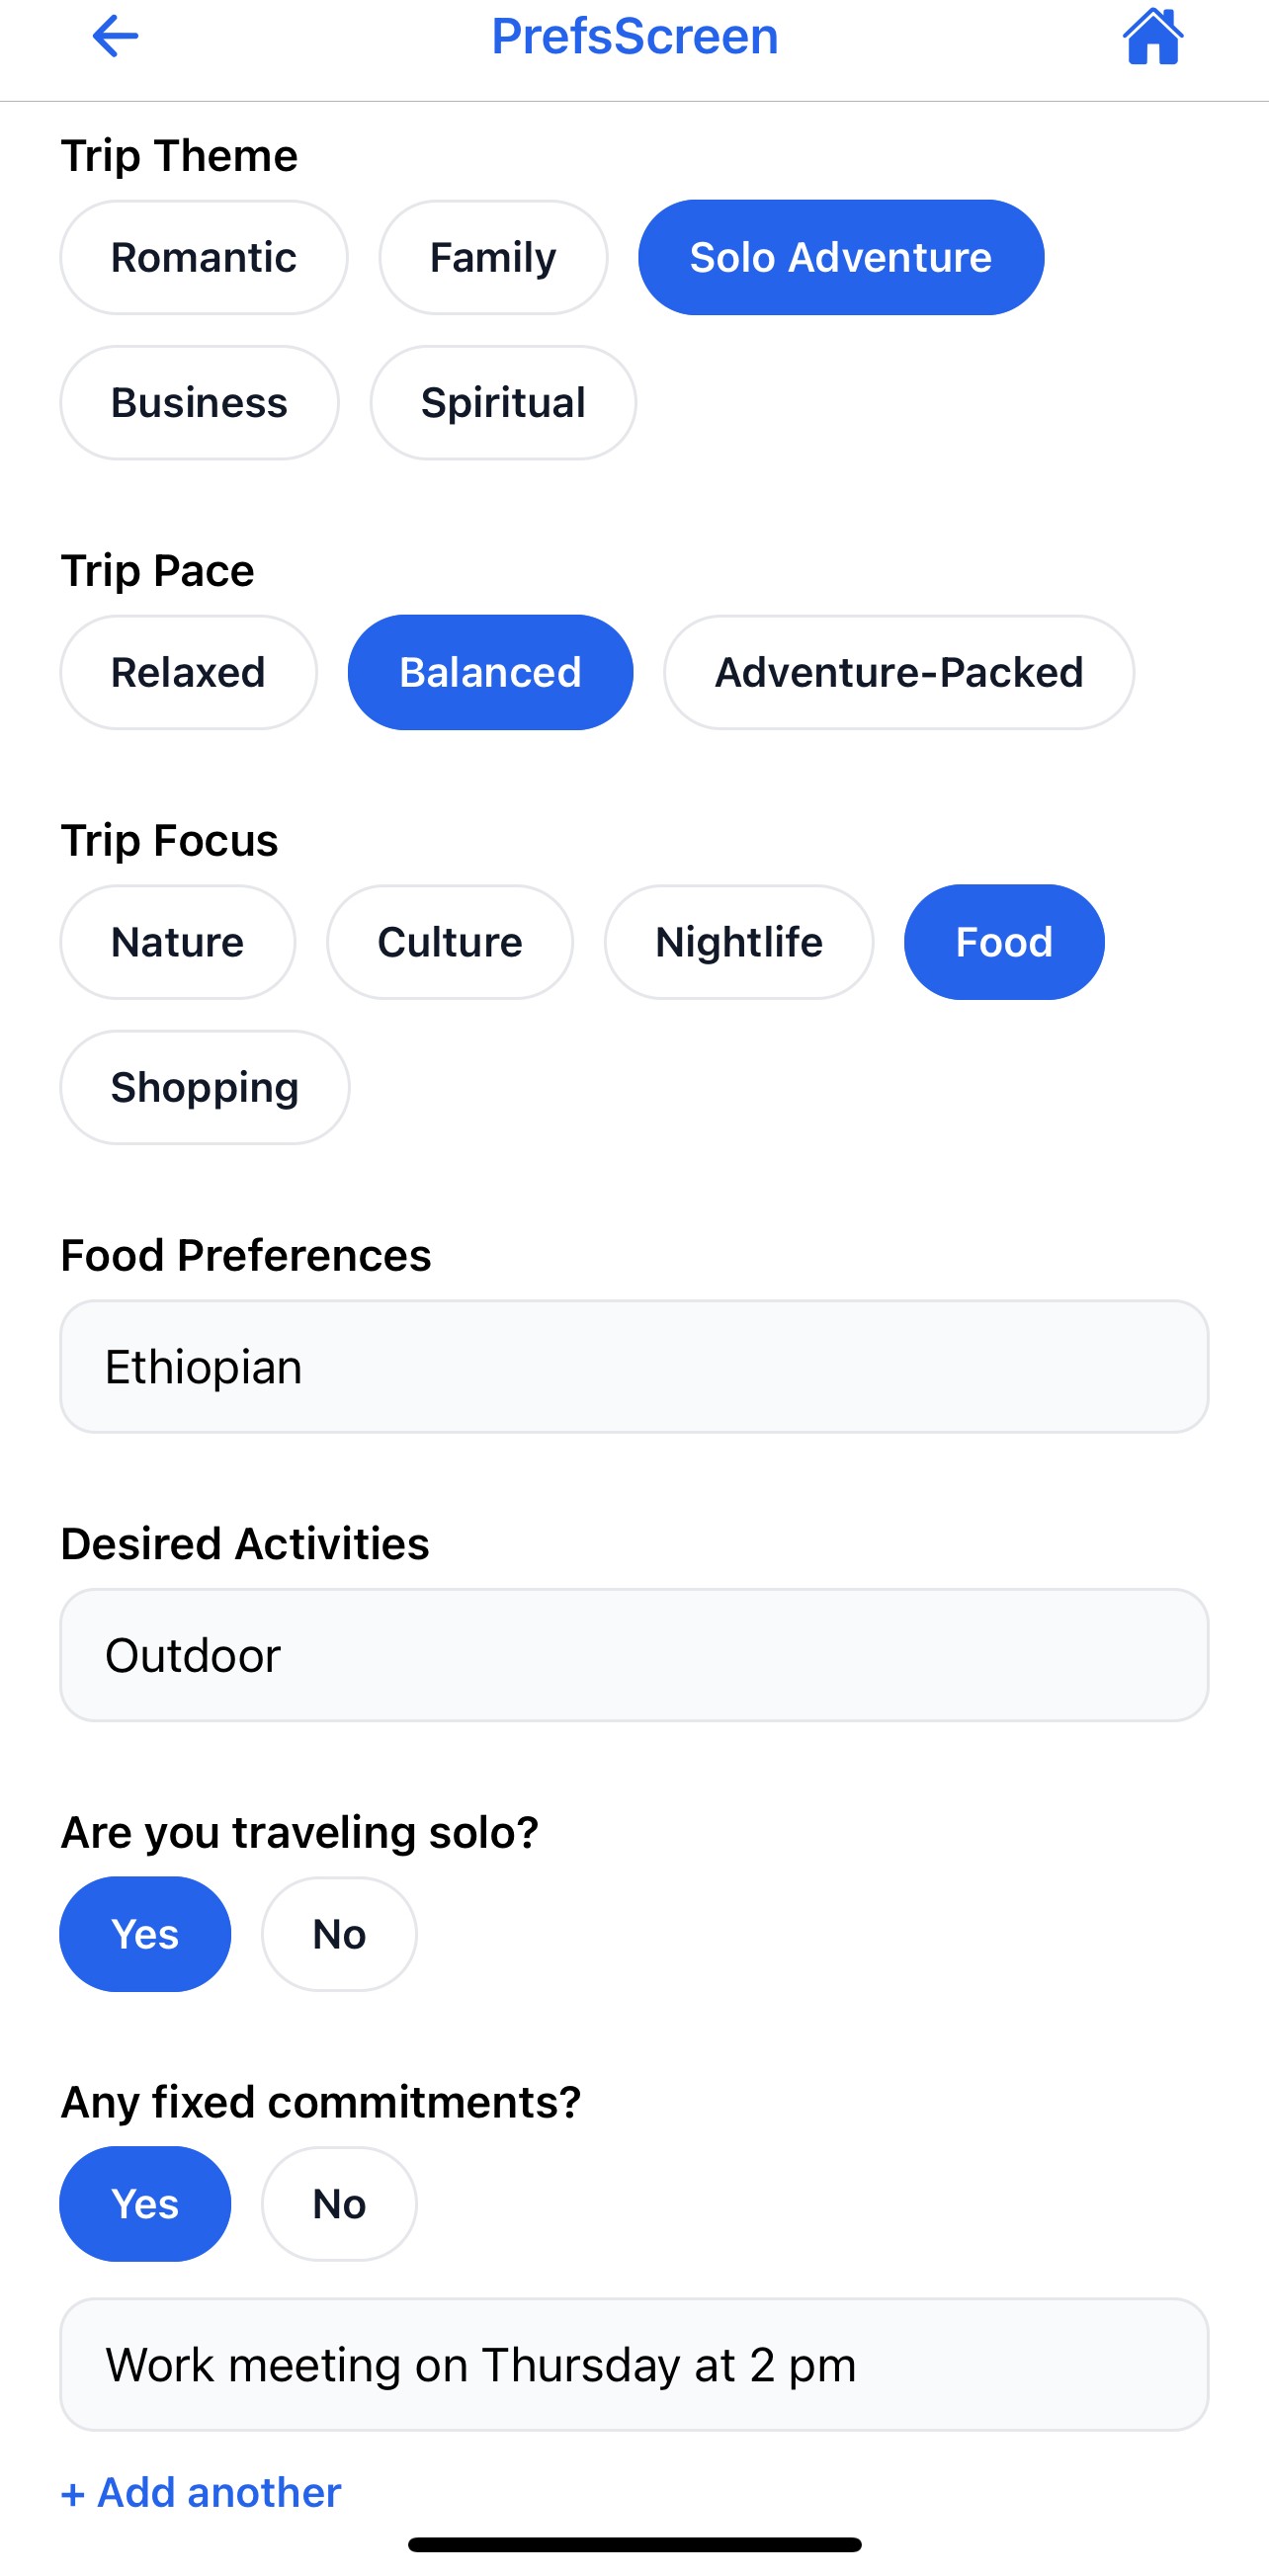 PrefsScreen
Trip Theme
Romantic Family Solo Adventure
Business Spiritual
Trip Pace
Relaxed Balanced Adventure-Packed
Trip Focus
Nature Culture Nightlife Food
Shopping
Food Preferences
Ethiopian
Desired Activities
Outdoor
Are you traveling solo?
Yes No
Any fixed commitments?
Yes No
Work meeting on Thursday at 2 pm
+ Add another